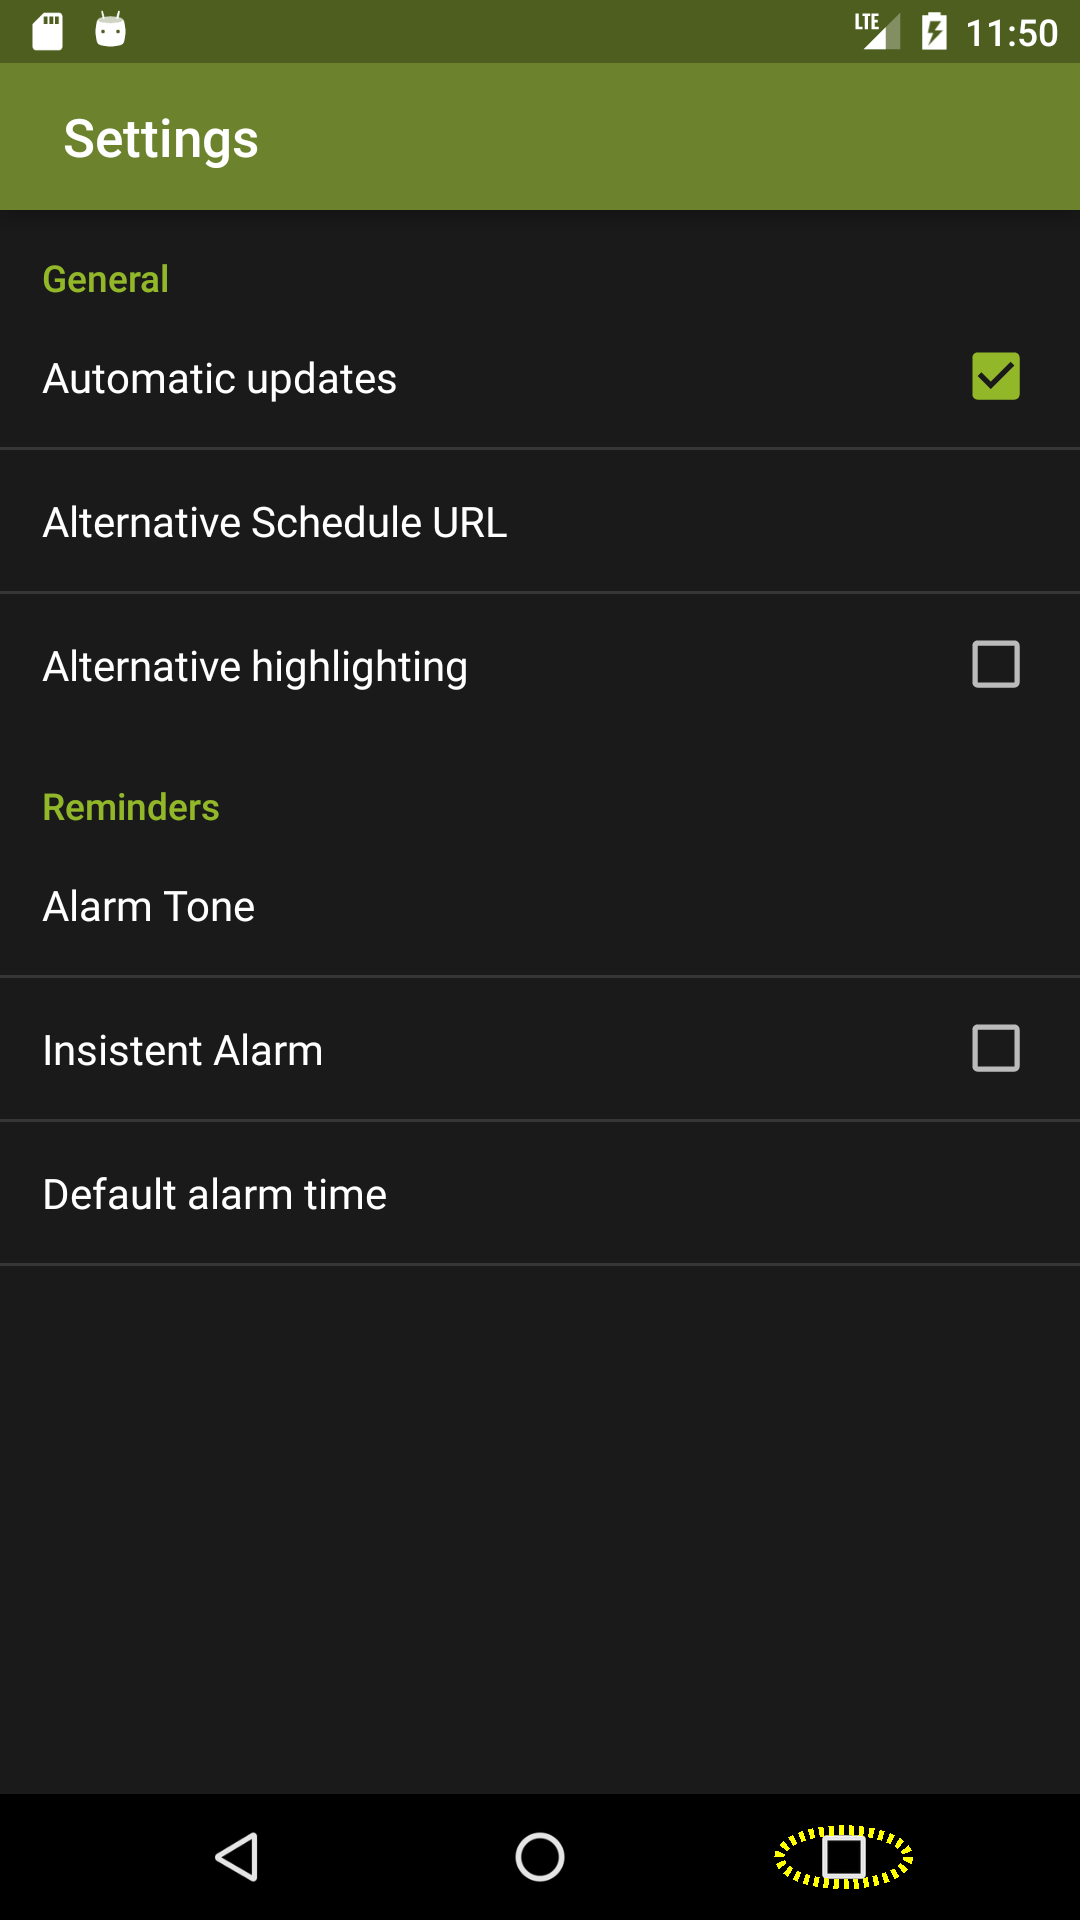 LTE 11:50
Settings
General
Automatic updates
Alternative Schedule URL
Alternative highlighting
Reminders
Alarm Tone
Insistent Alarm
Default alarm time